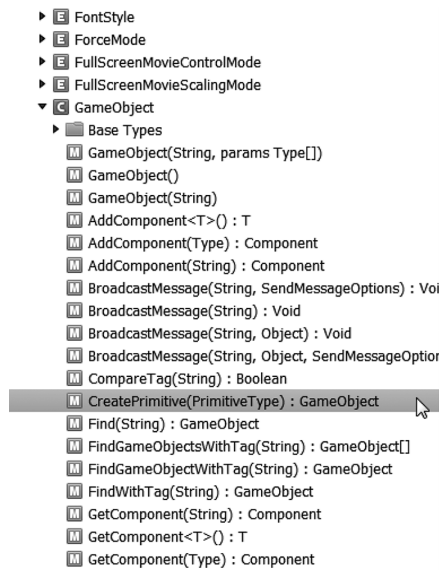 E FontStyle
E ForceMode
E FullScreenMovieControlMode
E FullScreenMovieScalingMode
C GameObject
Base Types
M GameObject(String, params Type[])
M GameObject()
M GameObject(String)
M AddComponent<T>() : T
M AddComponent(Type) : Component
M AddComponent(String) : Component
M BroadcastMessage(String, SendMessageOptions) : Voi
M BroadcastMessage(String) : Void
M BroadcastMessage(String, Object) : Void
M BroadcastMessage(String, Object, SendMessageOption
M CompareTag(String) : Boolean
M CreatePrimitive(PrimitiveType) : GameObject
M Find(String) : GameObject
M FindGameObjectsWithTag(String) : GameObject[]
M FindGameObjectWithTag(String) : GameObject
M FindWithTag(String) : GameObject
M GetComponent(String) : Component
M GetComponent<T>() : T
M GetComponent(Type) : Component